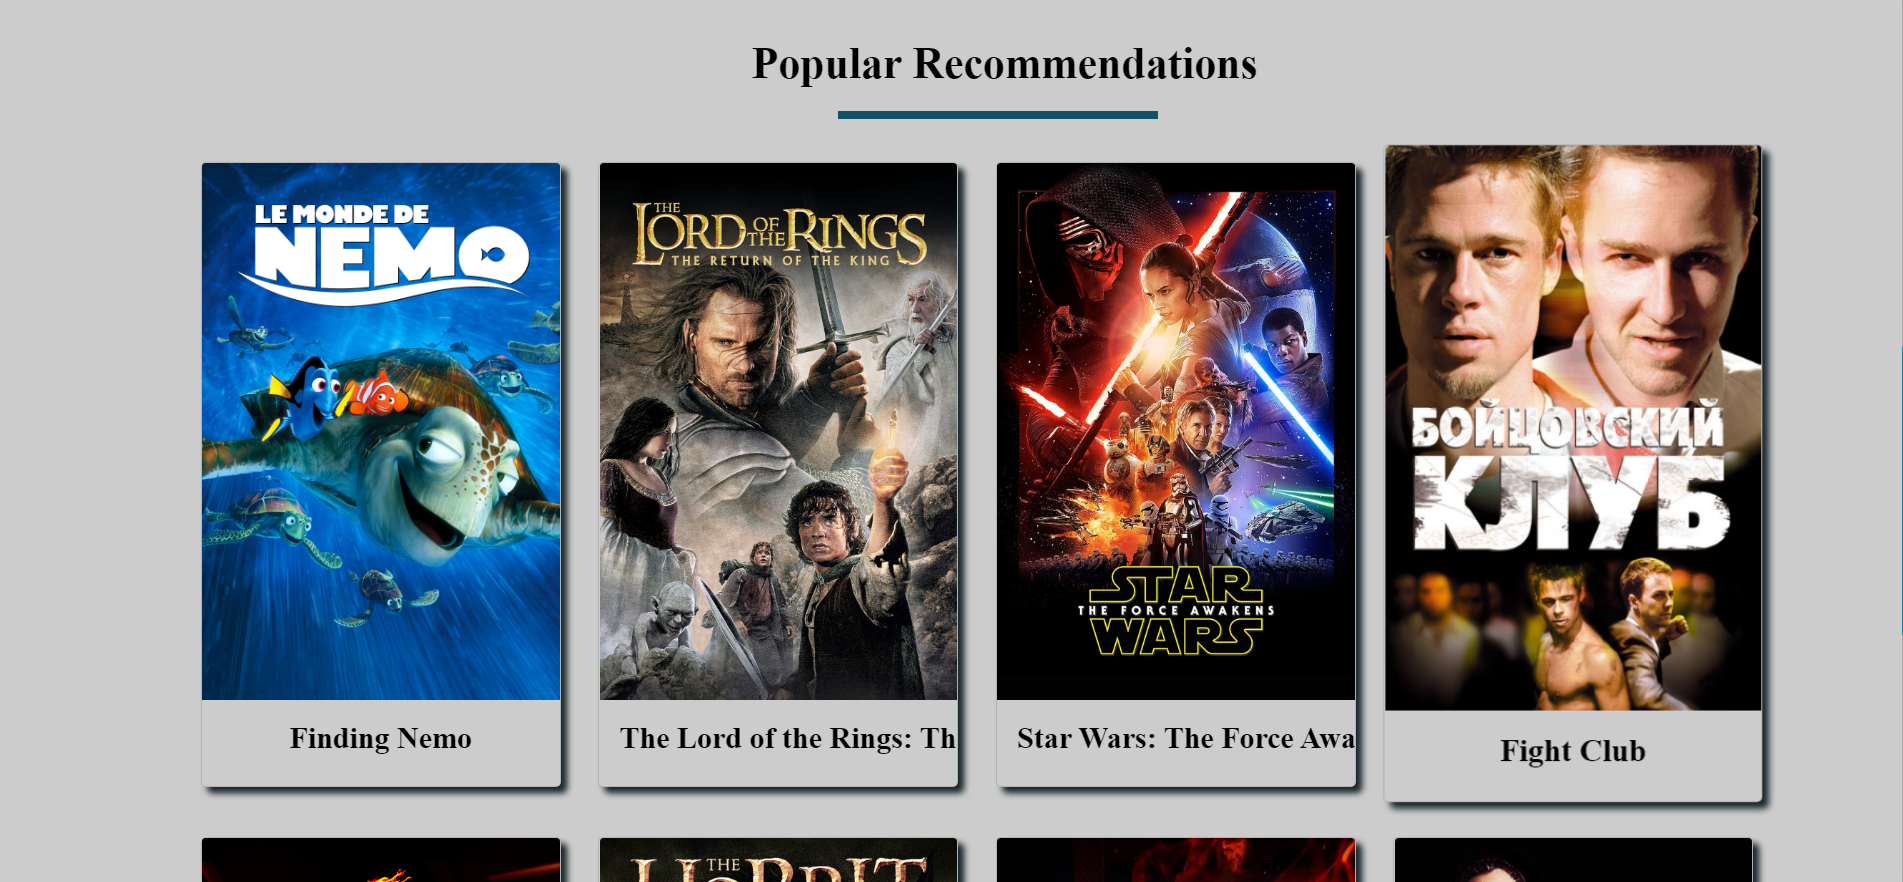 Popular Recommendations
LE MONDE DE
NEMO
Finding Nemo
THE
LORD OF THE RINGS
THE RETURN OF THE KING
The Lord of the Rings: Th
STAR
THE FORCE AWAKENS
WARS
Star Wars: The Force Awa
БОЙЦОВСКИЙ
КЛУБ
Fight Club
THE
HOBBIT